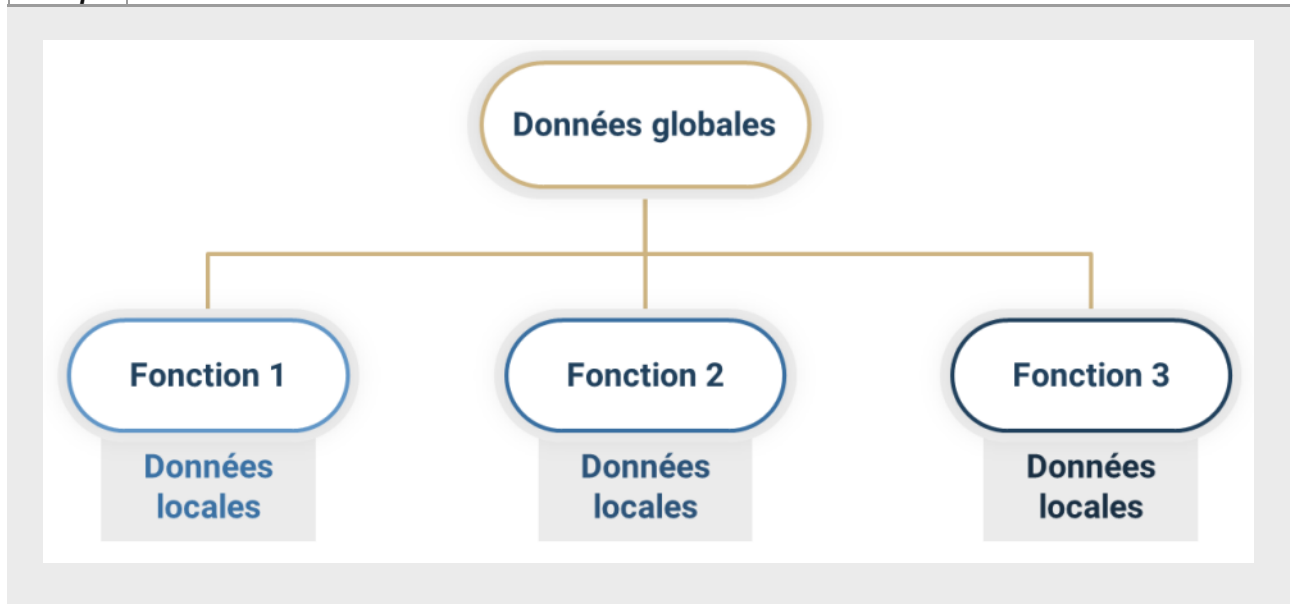 Données globales
Fonction 1
Fonction 2
Fonction 3
Données
locales
Données
locales
Données
locales